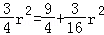 3/4 r² = 9/4 + 3/16 r²